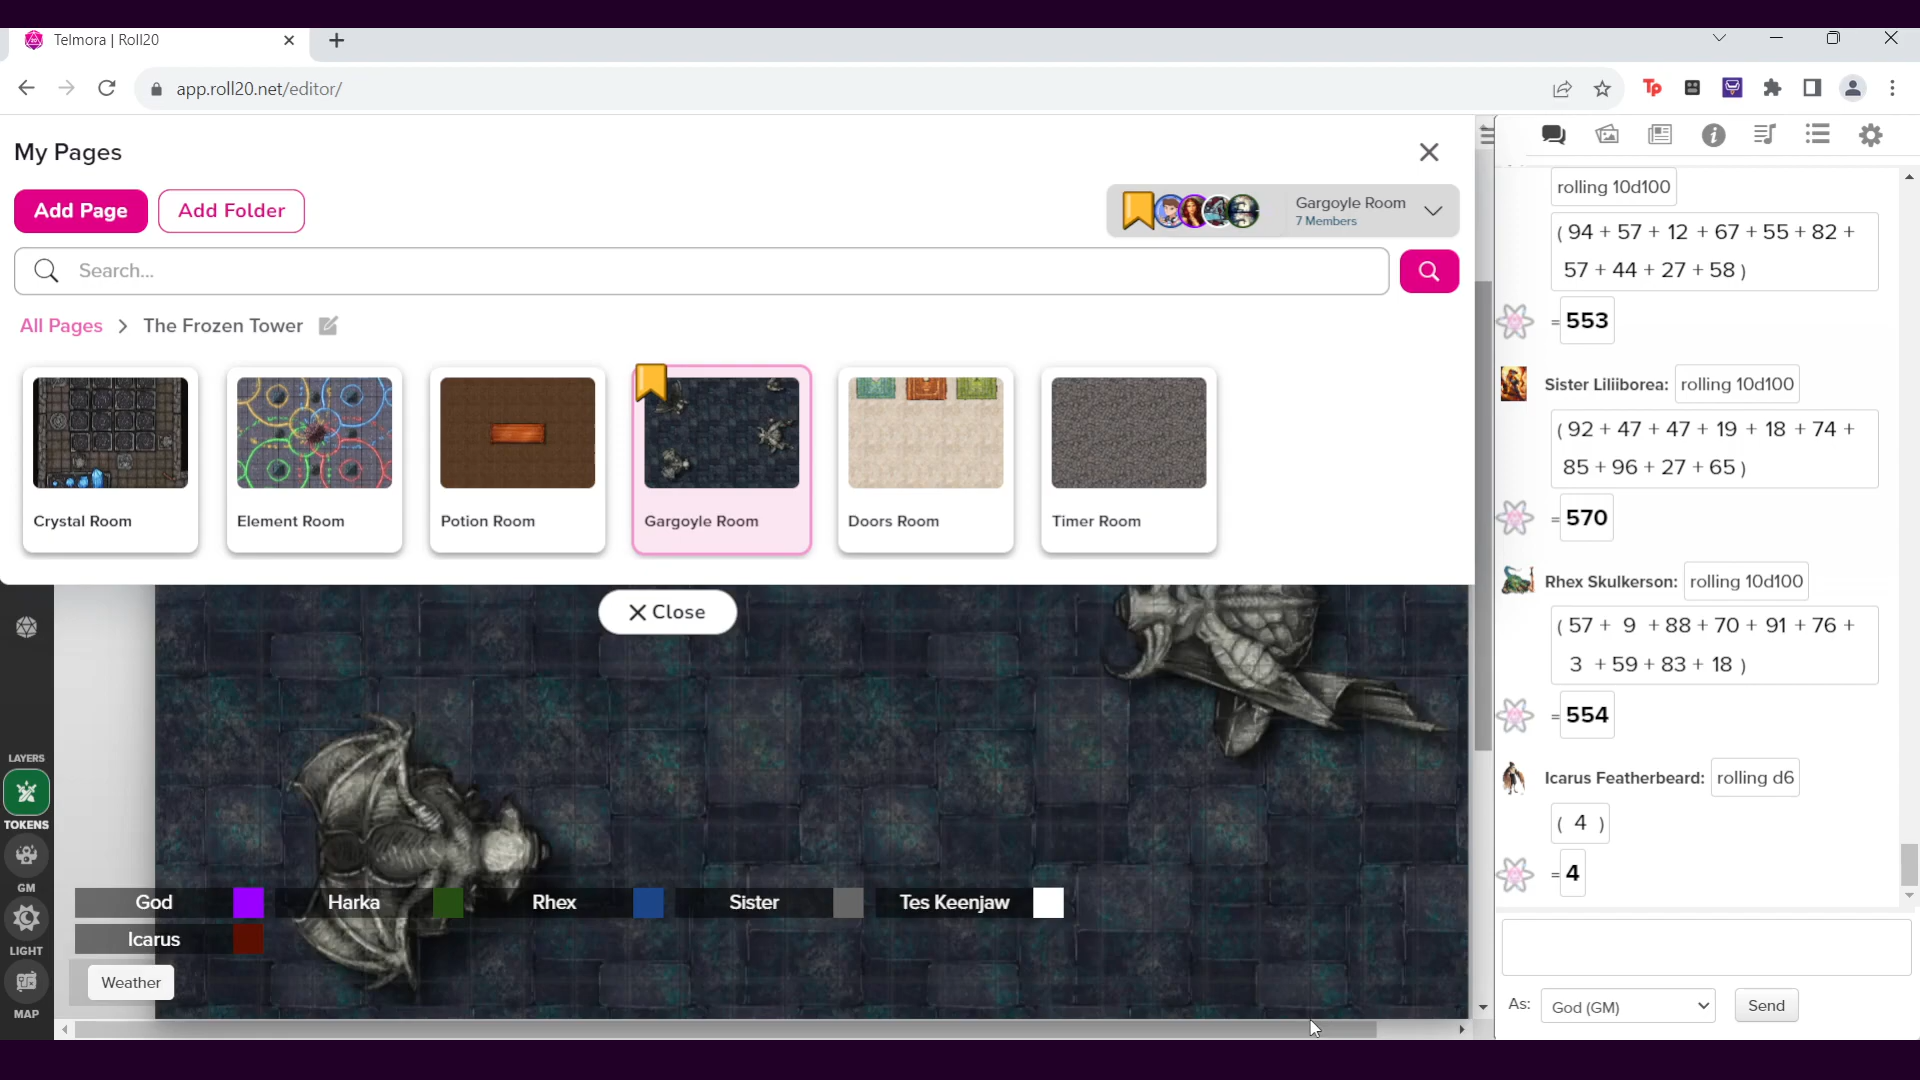 Telmora | Roll20
app.roll20.net/editor/
Tp
My Pages
Add Page
Add Folder
Gargoyle Room
7 Members
Search...
All Pages > The Frozen Tower
Crystal Room
Element Room
Potion Room
Gargoyle Room
Doors Room
Timer Room
Close
LAYERS
TOKENS
GM
LIGHT
MAP
God
Harka
Rhex
Sister
Tes Keenjaw
Icarus
Weather
rolling 10d100
( 94 + 57 + 12 + 67 + 55 + 82 +
57 + 44 + 27 + 58 )
= 553
Sister Liliiborea: rolling 10d100
( 92 + 47 + 47 + 19 + 18 + 74 +
85 + 96 + 27 + 65 )
= 570
Rhex Skulkerson: rolling 10d100
( 57 + 9 + 88 + 70 + 91 + 76 +
3 + 59 + 83 + 18 )
= 554
Icarus Featherbeard: rolling d6
( 4 )
= 4
As: God (GM) Send